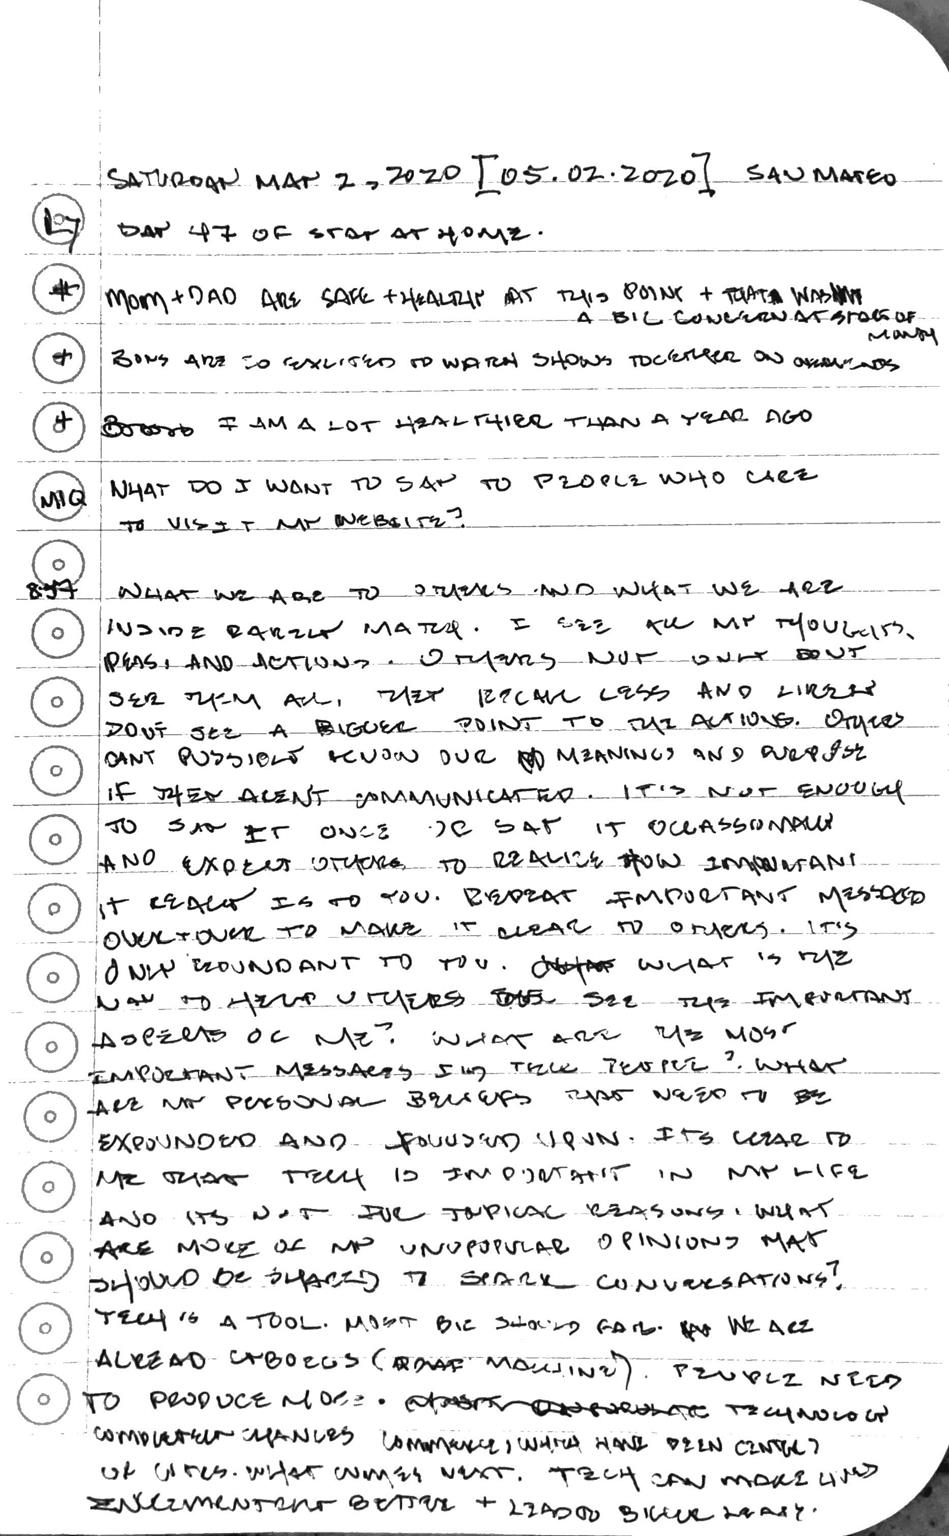 SATURDAY MAY 2, 2020 [05.02.2020] SAN MATEO
DAY 47 OF STAY AT HOME.
+ MOM + DAD ARE SAFE + HEALTHY AT THIS POINT + THAT WAS
A BIG CONCERN AT START OF
MONTH
+ BOYS ARE SO EXCITED TO WATCH SHOWS TOGETHER ON WEEKENDS
+ I AM A LOT HEALTHIER THAN A YEAR AGO
MIQ WHAT DO I WANT TO SAY TO PEOPLE WHO CARE
TO VISIT MY WEBSITE?
8:57 WHAT WE ARE TO OTHERS AND WHAT WE ARE
INSIDE RARELY MATCH. I SEE ALL MY THOUGHTS,
IDEAS, AND ACTIONS. OTHERS NOT ONLY DONT
SEE THEM ALL, THEY RECALL LESS AND LIKELY
DONT SEE A BIGGER POINT TO THE ACTIONS. OTHERS
CANT POSSIBLY KNOW OUR MEANINGS AND PURPOSE
IF THEY ARENT COMMUNICATED. IT'S NOT ENOUGH
TO SAY IT ONCE OR SAY IT OCCASSIONALLY
AND EXPECT OTHERS TO REALIZE HOW IMPORTANT
IT REALLY IS TO YOU. REPEAT IMPORTANT MESSAGES
OVER + OVER TO MAKE IT CLEAR TO OTHERS. IT'S
ONLY REDUNDANT TO YOU. WHAT IS THE
WAY TO HELP OTHERS SEE THE IMPORTANT
ASPECTS OF ME? WHAT ARE THE MOST
IMPORTANT MESSAGES I'D TELL PEOPLE? WHAT
ARE MY PERSONAL BELIEFS THAT NEED TO BE
EXPOUNDED AND FOCUSED UPON. ITS CLEAR TO
ME THAT TECH IS IMPORTANT IN MY LIFE
AND ITS NOT FOR TYPICAL REASONS. WHAT
ARE MORE OF MY UNPOPULAR OPINIONS THAT
SHOULD BE SHARED TO SPARK CONVERSATIONS?
TECH IS A TOOL. MOST BIG SHOULD FAIL. WE ARE
ALREADY CYBORGS ( MACHINE). PEOPLE NEED
TO PRODUCE MORE. TECHNOLOGY
COMPLETELY CHANGES COMMERCE, WHICH HAVE BEEN CENTER
OF CITIES. WHAT COMES NEXT. TECH CAN MAKE LIVES
INCREMENTALLY BETTER + LEAD TO BIGGER